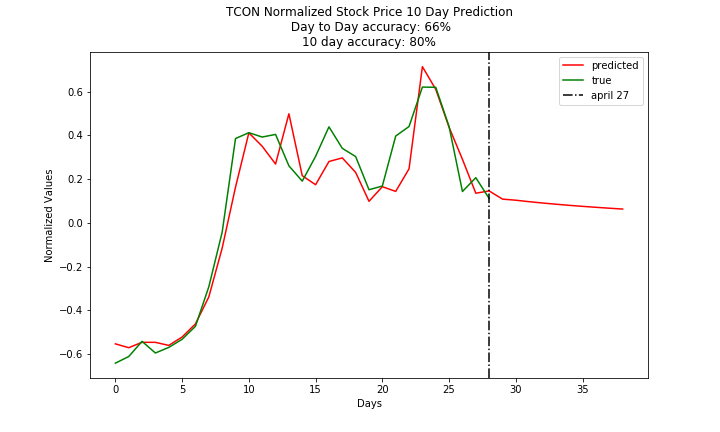 TCON Normalized Stock Price 10 Day Prediction
Day to Day accuracy: 66%
10 day accuracy: 80%
predicted
true
april 27
Normalized Values
0.6
0.4
0.2
0.0
−0.2
−0.4
−0.6
0 5 10 15 20 25 30 35
Days